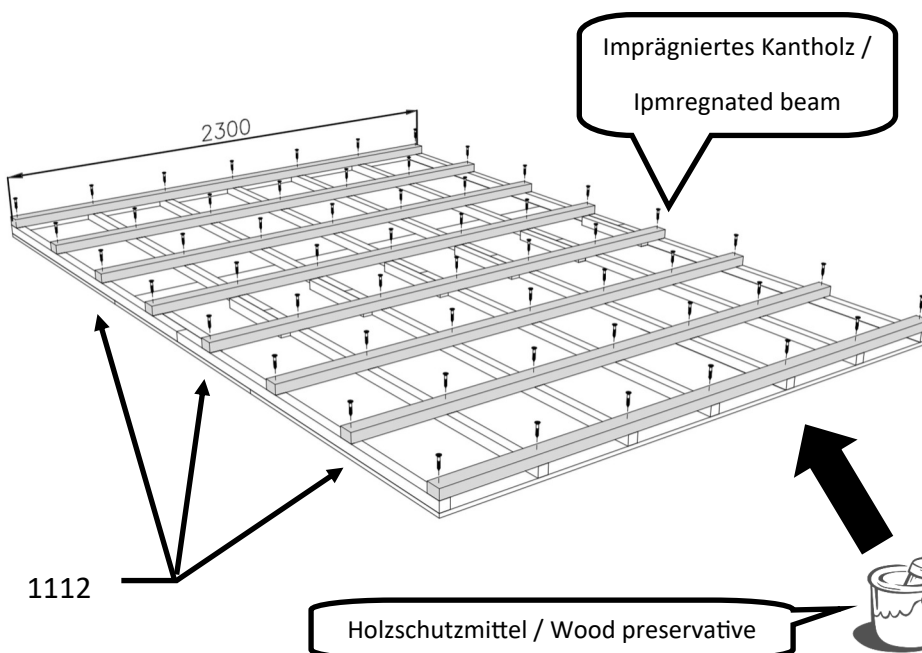 Imprägniertes Kantholz /
Ipmregnated beam
2300
1112
Holzschutzmittel / Wood preservative